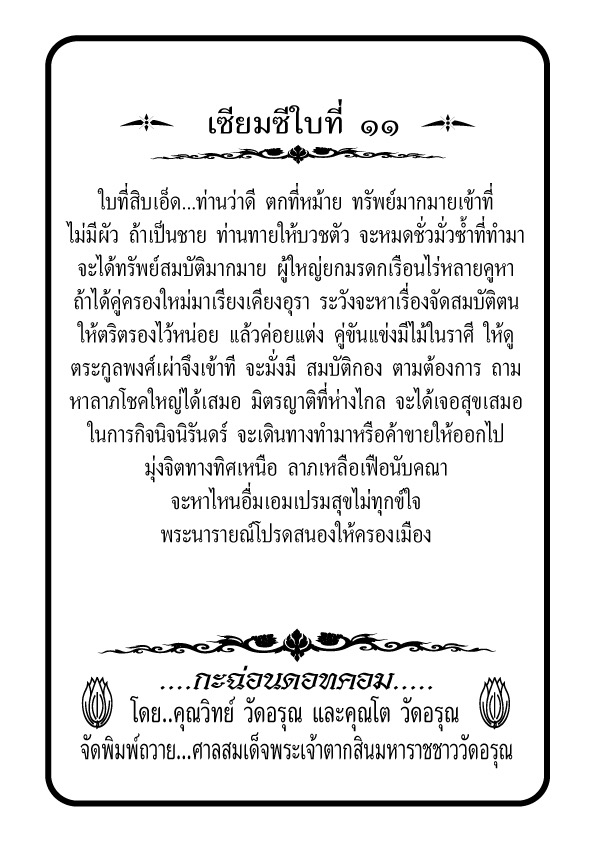 เซียมซีใบที่ ๑๑
ใบที่สิบเอ็ด...ท่านว่าดี ตกที่หม้าย ทรัพย์มากมายเข้าที่
ไม่มีผัว ถ้าเป็นชาย ท่านทายให้บวชตัว จะหมดชั่วมั่วซ้ำที่ทำมา
จะได้ทรัพย์สมบัติมากมาย ผู้ใหญ่ยกมรดกเรือนไร่หลายคูหา
ถ้าได้คู่ครองใหม่มาเรียงเคียงอุรา ระวังจะหาเรื่องจัดสมบัติตน
ให้ตริตรองไว้หน่อย แล้วค่อยแต่ง คู่ขันแข่งมีไม้ในราศี ให้ดู
ตระกูลพงศ์เผ่าจึงเข้าที จะมั่งมี สมบัติกอง ตามต้องการ ถาม
หาลาภโชคใหญ่ได้เสมอ มิตรญาติที่ห่างไกล จะได้เจอสุขเสมอ
ในการกิจนิจนิรันดร์ จะเดินทางทำมาหรือค้าขายให้ออกไป
มุ่งจิตทางทิศเหนือ ลาภเหลือเฟือนับคณา
จะหาไหนอื่มเอมเปรมสุขไม่ทุกข์ใจ
พระนารายณ์โปรดสนองให้ครองเมือง
....กะฉ่อนดอทคอม.....
โดย..คุณวิทย์ วัดอรุณ และคุณโต วัดอรุณ
จัดพิมพ์ถวาย...ศาลสมเด็จพระเจ้าตากสินมหาราชชาววัดอรุณ